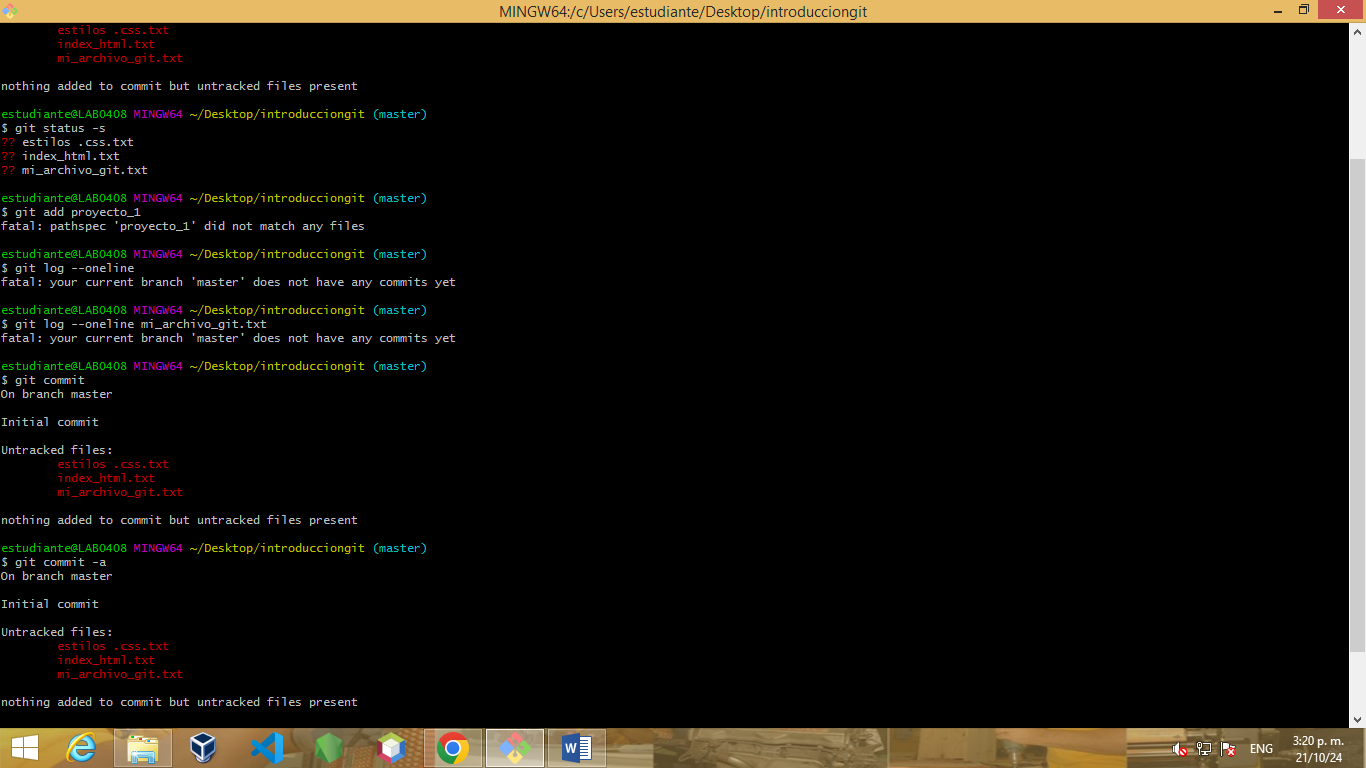 MINGW64:/c/Users/estudiante/Desktop/introducciongit
estilos .css.txt
index_html.txt
mi_archivo_git.txt
nothing added to commit but untracked files present
estudiante@LAB0408 MINGW64 ~/Desktop/introducciongit (master)
$ git status -s
?? estilos .css.txt
?? index_html.txt
?? mi_archivo_git.txt
estudiante@LAB0408 MINGW64 ~/Desktop/introducciongit (master)
$ git add proyecto_1
fatal: pathspec 'proyecto_1' did not match any files
estudiante@LAB0408 MINGW64 ~/Desktop/introducciongit (master)
$ git log --oneline
fatal: your current branch 'master' does not have any commits yet
estudiante@LAB0408 MINGW64 ~/Desktop/introducciongit (master)
$ git log --oneline mi_archivo_git.txt
fatal: your current branch 'master' does not have any commits yet
estudiante@LAB0408 MINGW64 ~/Desktop/introducciongit (master)
$ git commit
On branch master
Initial commit
Untracked files:
estilos .css.txt
index_html.txt
mi_archivo_git.txt
nothing added to commit but untracked files present
estudiante@LAB0408 MINGW64 ~/Desktop/introducciongit (master)
$ git commit -a
On branch master
Initial commit
Untracked files:
estilos .css.txt
index_html.txt
mi_archivo_git.txt
nothing added to commit but untracked files present
ENG
3:20 p. m.
21/10/24